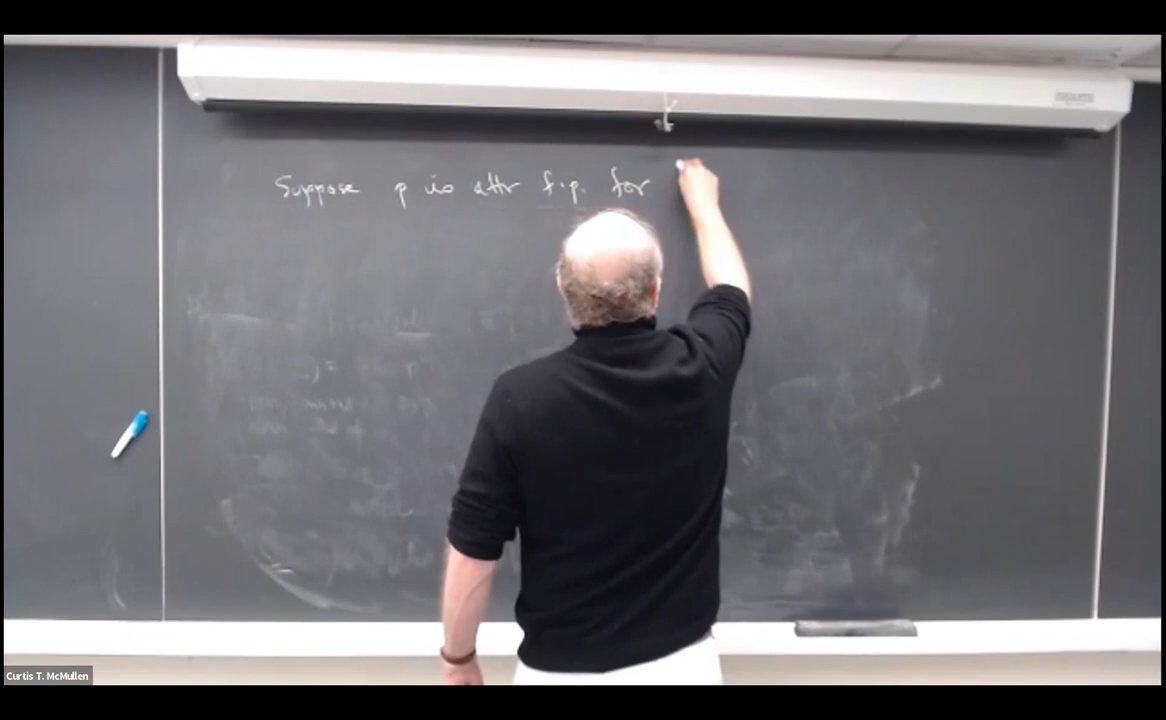 Suppose p is attr f.p. for
Curtis T. McMullen